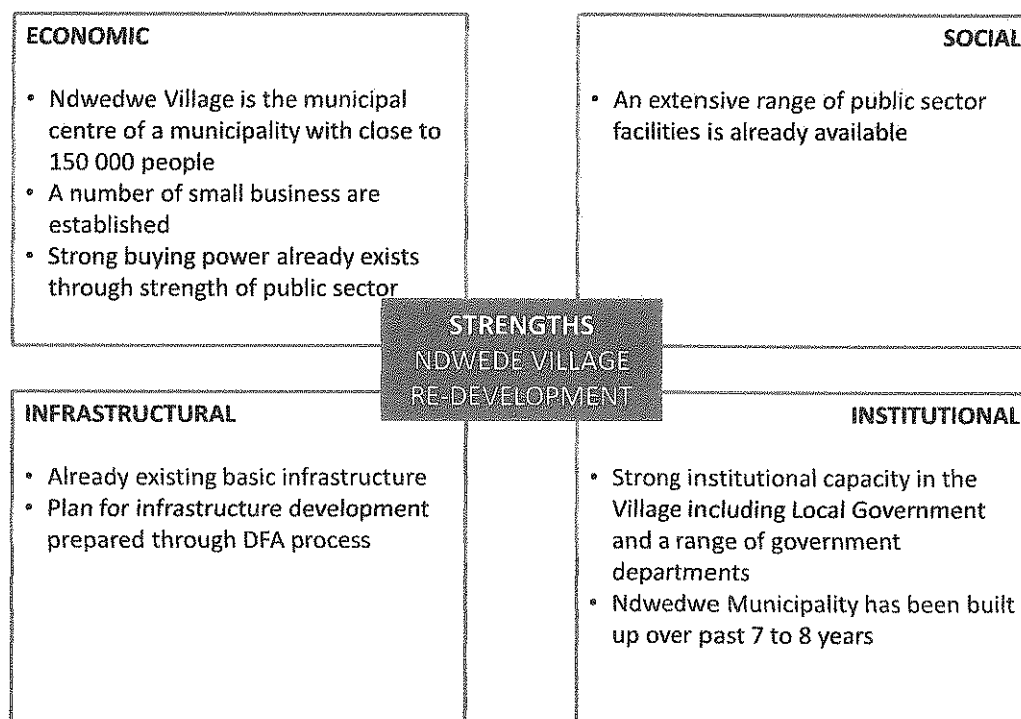 ECONOMIC
• Ndwedwe Village is the municipal
centre of a municipality with close to
150 000 people
• A number of small business are
established
• Strong buying power already exists
through strength of public sector
SOCIAL
• An extensive range of public sector
facilities is already available
STRENGTHS
NDWEDE VILLAGE
RE-DEVELOPMENT
INFRASTRUCTURAL
• Already existing basic infrastructure
• Plan for infrastructure development
prepared through DFA process
INSTITUTIONAL
• Strong institutional capacity in the
Village including Local Government
and a range of government
departments
• Ndwedwe Municipality has been built
up over past 7 to 8 years